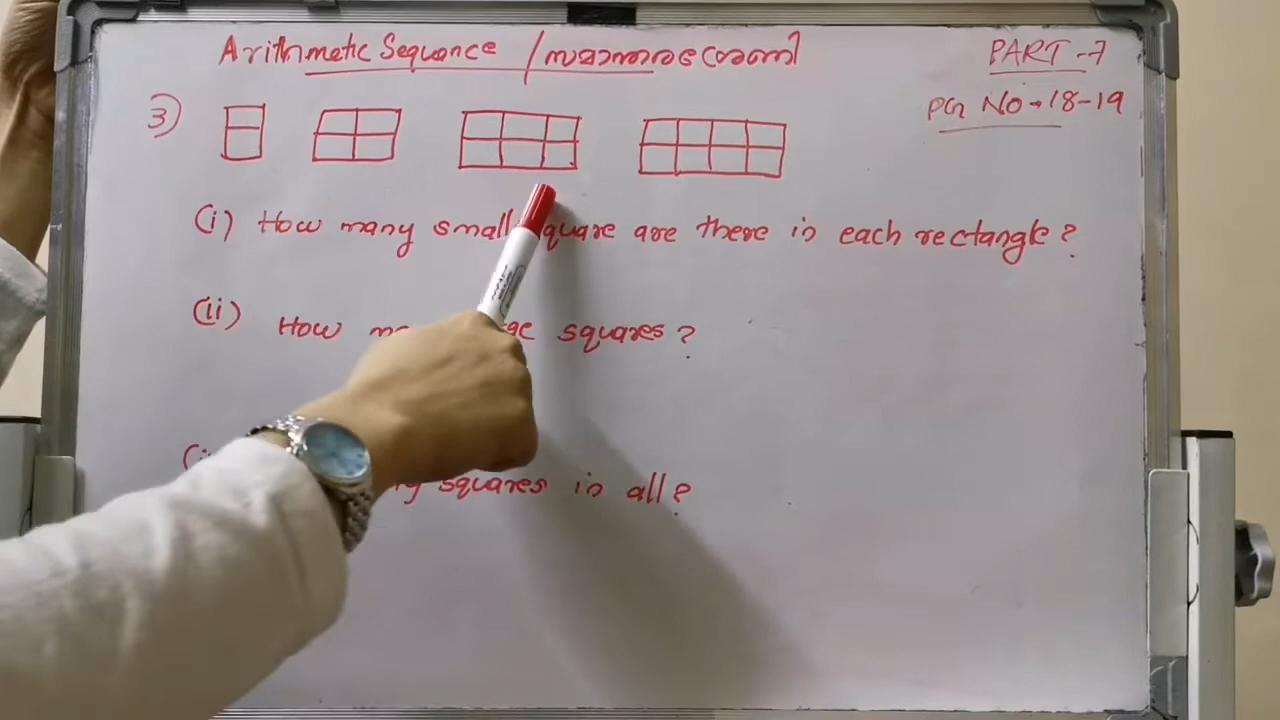 Arithmetic Sequence / സമാന്തരശ്രേണി
PART-7
PG No → 18-19
3)
(i) How many small square are there in each rectangle?
(ii) How squares?
squares in all?